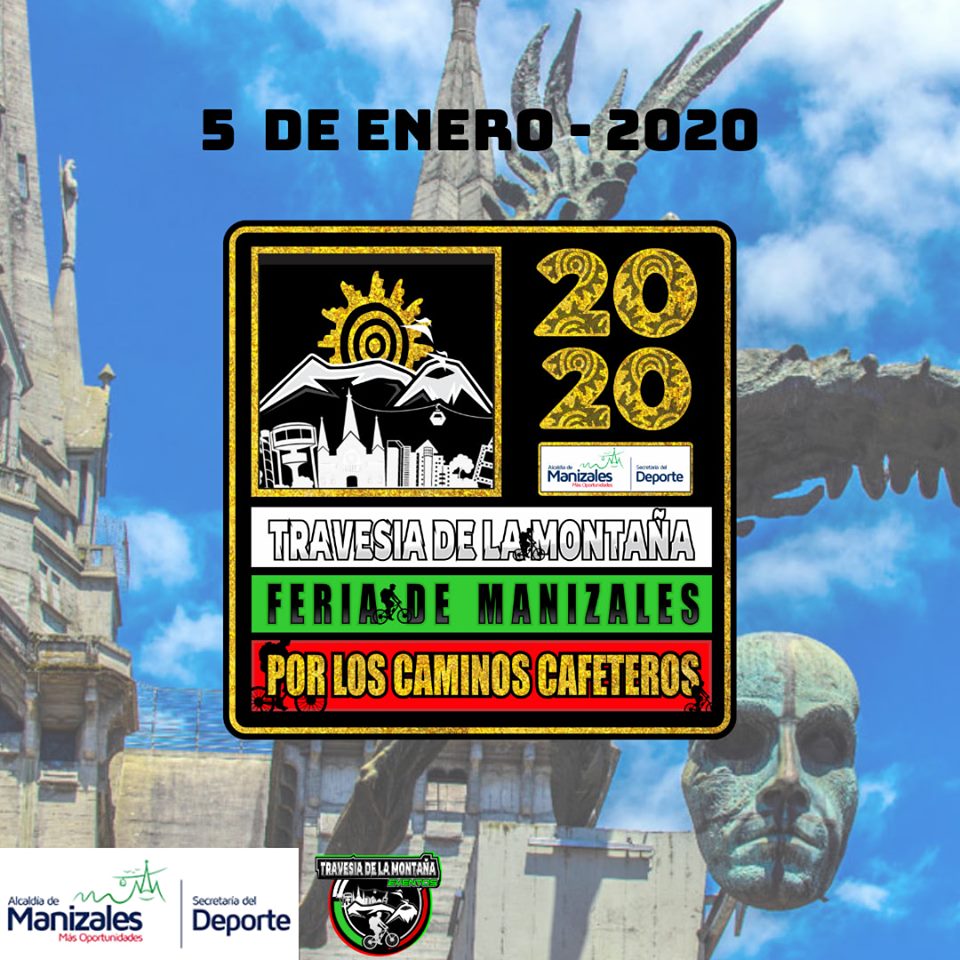 5 DE ENERO - 2020
20
20
Alcaldía de
Manizales
Más Oportunidades
Secretaría del
Deporte
TRAVESIA DE LA MONTAÑA
FERIA DE MANIZALES
POR LOS CAMINOS CAFETEROS
Alcaldía de
Manizales
Más Oportunidades
Secretaría del
Deporte
TRAVESIA DE LA MONTAÑA
EVENTOS